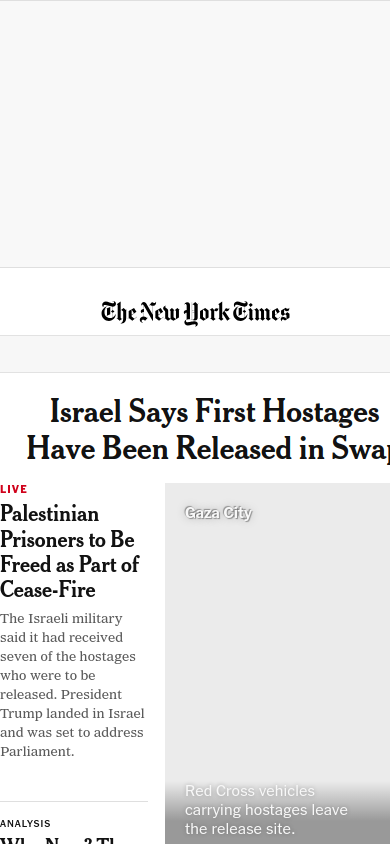 The New York Times
Israel Says First Hostages
Have Been Released in Swap
LIVE
Palestinian
Prisoners to Be
Freed as Part of
Cease-Fire
The Israeli military
said it had received
seven of the hostages
who were to be
released. President
Trump landed in Israel
and was set to address
Parliament.
Gaza City
Red Cross vehicles
carrying hostages leave
the release site.
ANALYSIS